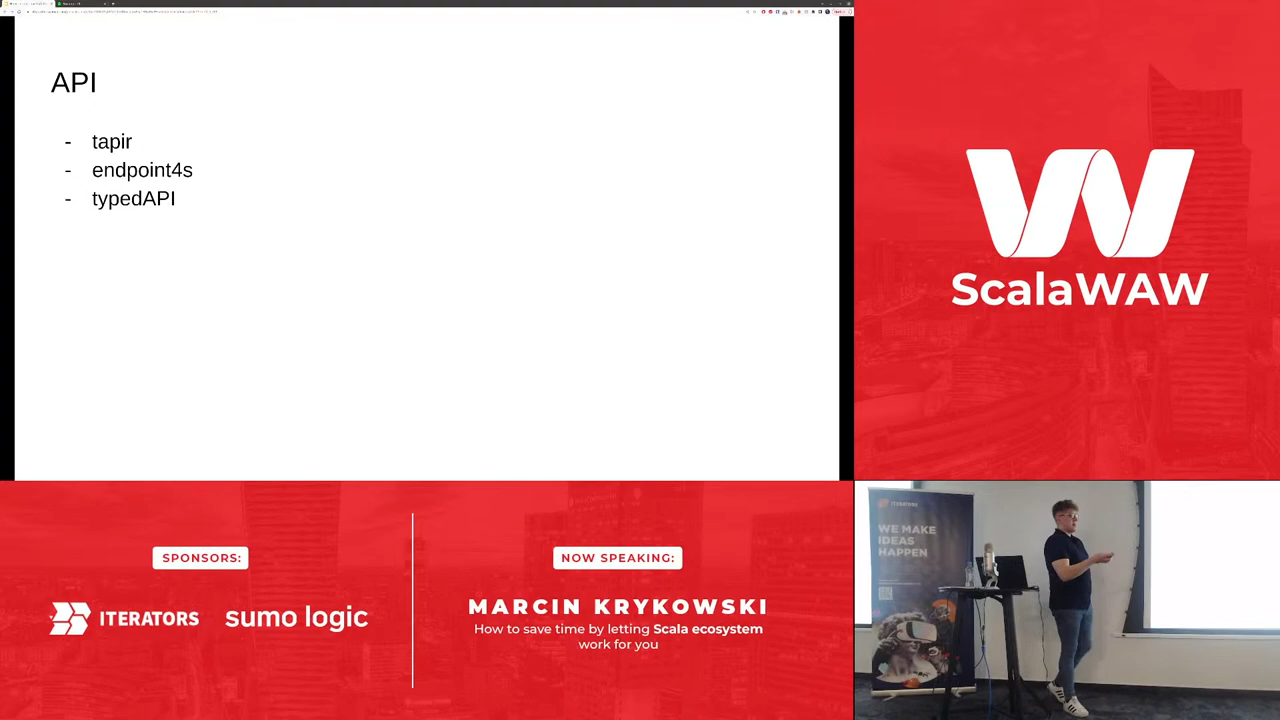 API
- tapir
- endpoint4s
- typedAPI
ScalaWAW
SPONSORS:
ITERATORS
sumo logic
NOW SPEAKING:
MARCIN KRYKOWSKI
How to save time by letting Scala ecosystem
work for you
ITERATORS
WE MAKE
IDEAS
HAPPEN